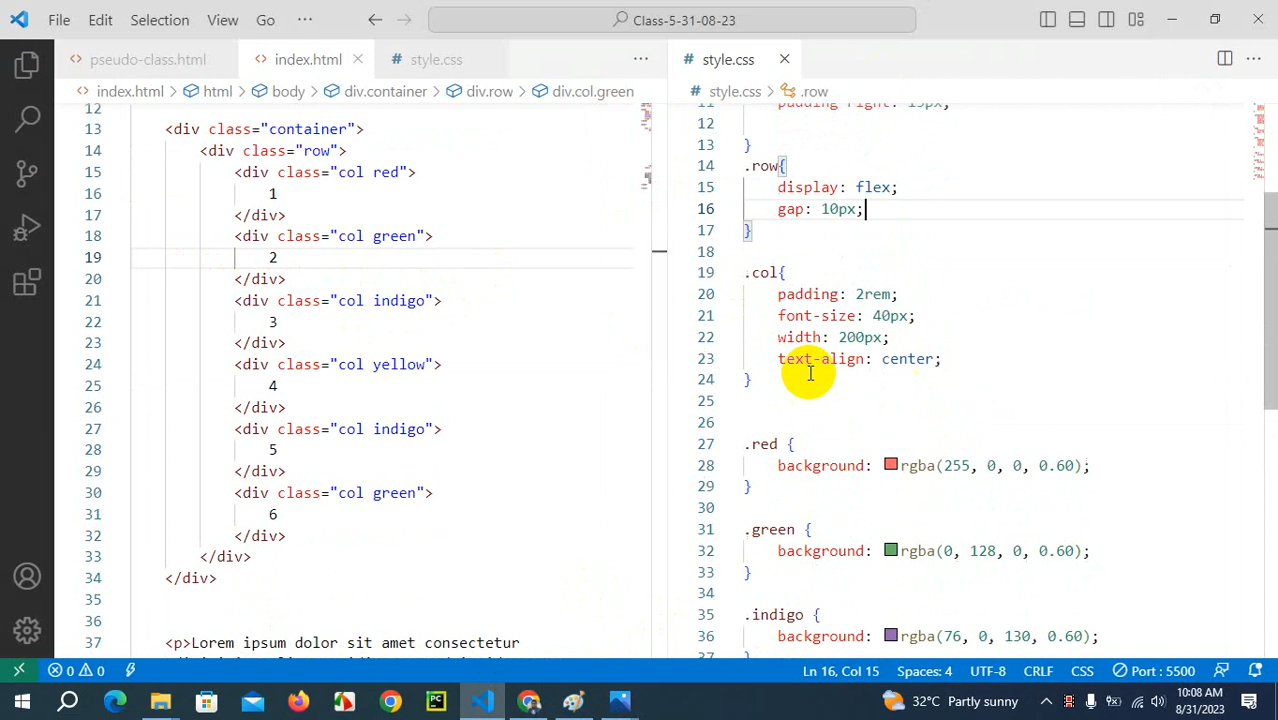 File Edit Selection View Go ··· Class-5-31-08-23
pseudo-class.html index.html style.css ···
index.html > html > body > div.container > div.row > div.col.green
12
13 <div class="container">
14 <div class="row">
15 <div class="col red">
16 1
17 </div>
18 <div class="col green">
19 2
20 </div>
21 <div class="col indigo">
22 3
23 </div>
24 <div class="col yellow">
25 4
26 </div>
27 <div class="col indigo">
28 5
29 </div>
30 <div class="col green">
31 6
32 </div>
33 </div>
34 </div>
35
36
37 <p>Lorem ipsum dolor sit amet consectetur
style.css ···
style.css > .row
11 padding-right: 15px;
12
13 }
14 .row{
15 display: flex;
16 gap: 10px;
17 }
18
19 .col{
20 padding: 2rem;
21 font-size: 40px;
22 width: 200px;
23 text-align: center;
24 }
25
26
27 .red {
28 background: rgba(255, 0, 0, 0.60);
29 }
30
31 .green {
32 background: rgba(0, 128, 0, 0.60);
33 }
34
35 .indigo {
36 background: rgba(76, 0, 130, 0.60);
37 }
0 0 Ln 16, Col 15 Spaces: 4 UTF-8 CRLF CSS Port : 5500
PC 32°C Partly sunny 10:08 AM
8/31/2023